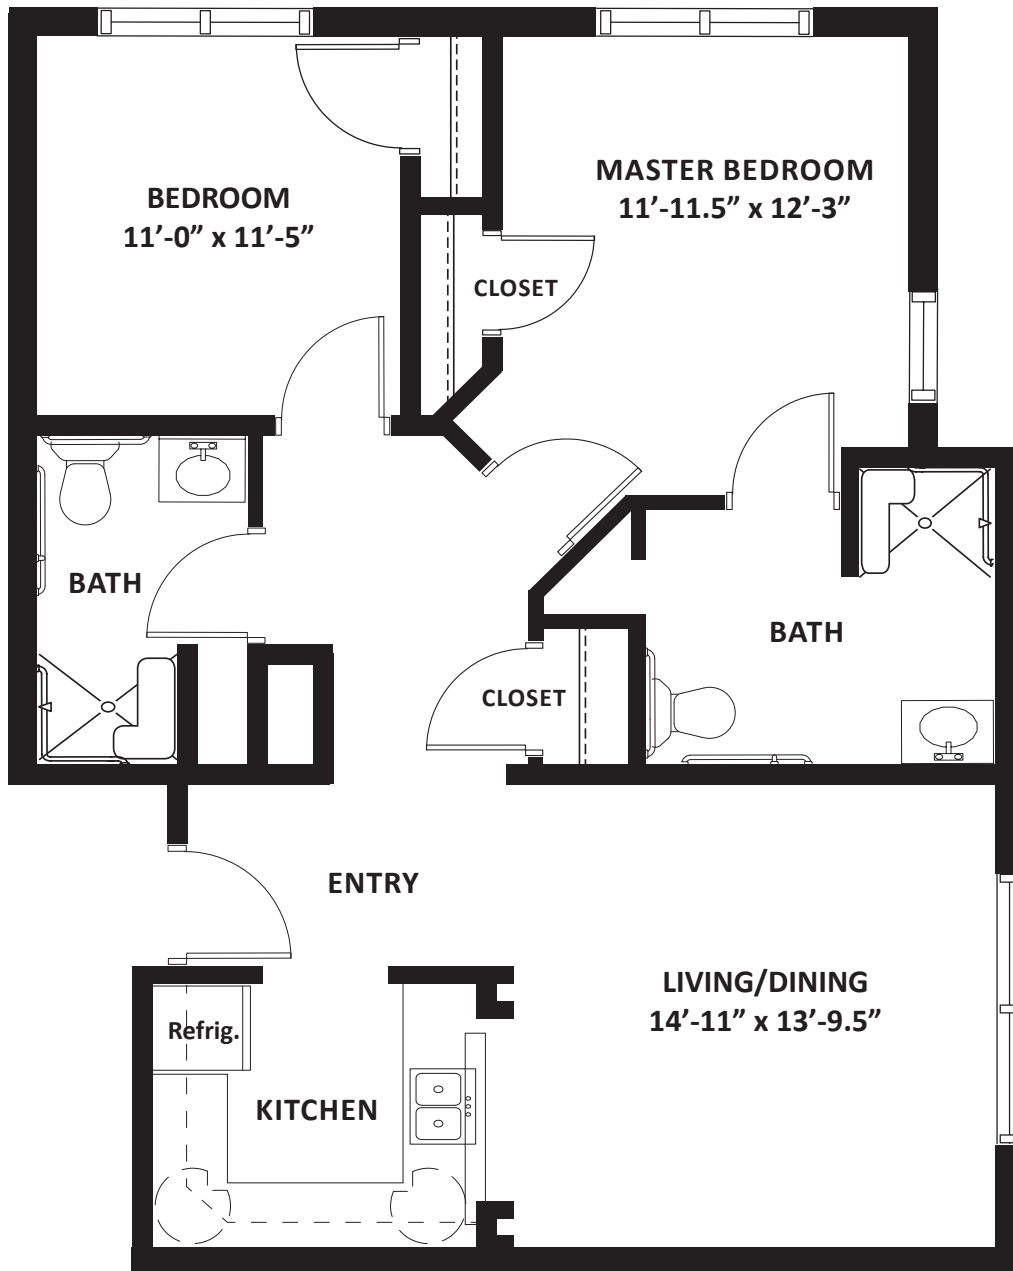 BEDROOM
11’-0” x 11’-5”
MASTER BEDROOM
11’-11.5” x 12’-3”
CLOSET
BATH
BATH
CLOSET
ENTRY
LIVING/DINING
14’-11” x 13’-9.5”
Refrig.
KITCHEN